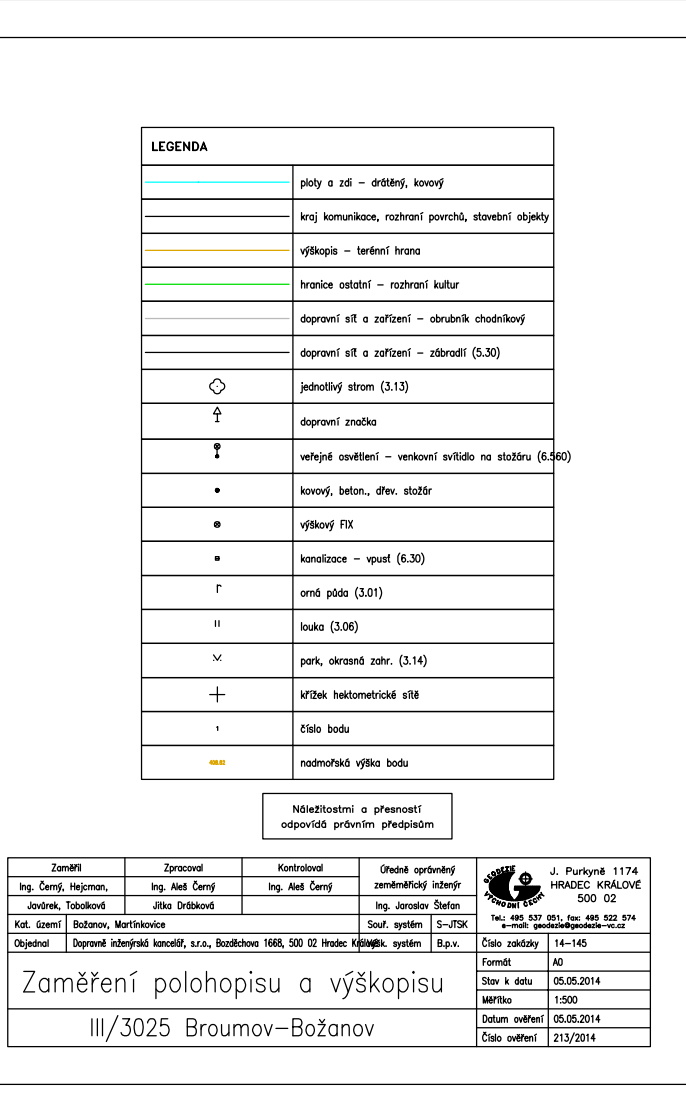 LEGENDA
ploty a zdi – drátěný, kovový
kraj komunikace, rozhraní povrchů, stavební objekty
výškopis – terénní hrana
hranice ostatní – rozhraní kultur
dopravní síť a zařízení – obrubník chodníkový
dopravní síť a zařízení – zábradlí (5.30)
jednotlivý strom (3.13)
dopravní značka
veřejné osvětlení – venkovní svítidlo na stožáru (6.560)
kovový, beton., dřev. stožár
výškový FIX
kanalizace – vpusť (6.30)
orná půda (3.01)
louka (3.06)
park, okrasná zahr. (3.14)
křížek hektometrické sítě
1 číslo bodu
nadmořská výška bodu
Náležitostmi a přesností
odpovídá právním předpisům
Zaměřil Zpracoval Kontroloval Úředně oprávněný
zeměměřický inženýr
Ing. Černý, Hejcman, Ing. Aleš Černý Ing. Aleš Černý
Javůrek, Tobolková Jitka Drábková Ing. Jaroslav Štefan
Kat. území Božanov, Martínkovice Souř. systém S–JTSK
Objednal Dopravně inženýrská kancelář, s.r.o., Bozděchova 1668, 500 02 Hradec Králové Výšk. systém B.p.v.
GEODEZIE
VÝCHODNÍ ČECHY
J. Purkyně 1174
HRADEC KRÁLOVÉ
500 02
Tel.: 495 537 051, fax: 495 522 574
e–mail: geodezie@geodezie–vc.cz
Zaměření polohopisu a výškopisu
III/3025 Broumov–Božanov
Číslo zakázky 14–145
Formát A0
Stav k datu 05.05.2014
Měřítko 1:500
Datum ověření 05.05.2014
Číslo ověření 213/2014